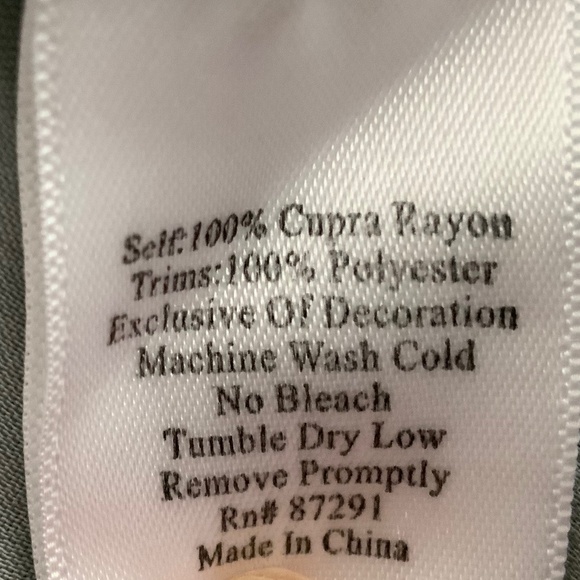 Self:100% Cupra Rayon
Trims:100% Polyester
Exclusive Of Decoration
Machine Wash Cold
No Bleach
Tumble Dry Low
Remove Promptly
Rn# 87291
Made In China